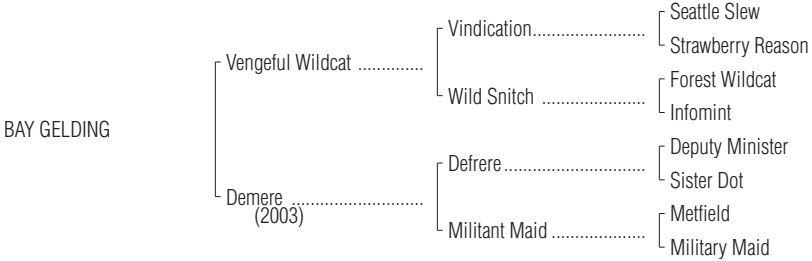 Seattle Slew
Vindication.......................
Strawberry Reason
Vengeful Wildcat ..............
Forest Wildcat
Wild Snitch .....................
Infomint
BAY GELDING
Deputy Minister
Defrere.............................
Sister Dot
Demere ...........................
(2003)
Metfield
Militant Maid ...................
Military Maid